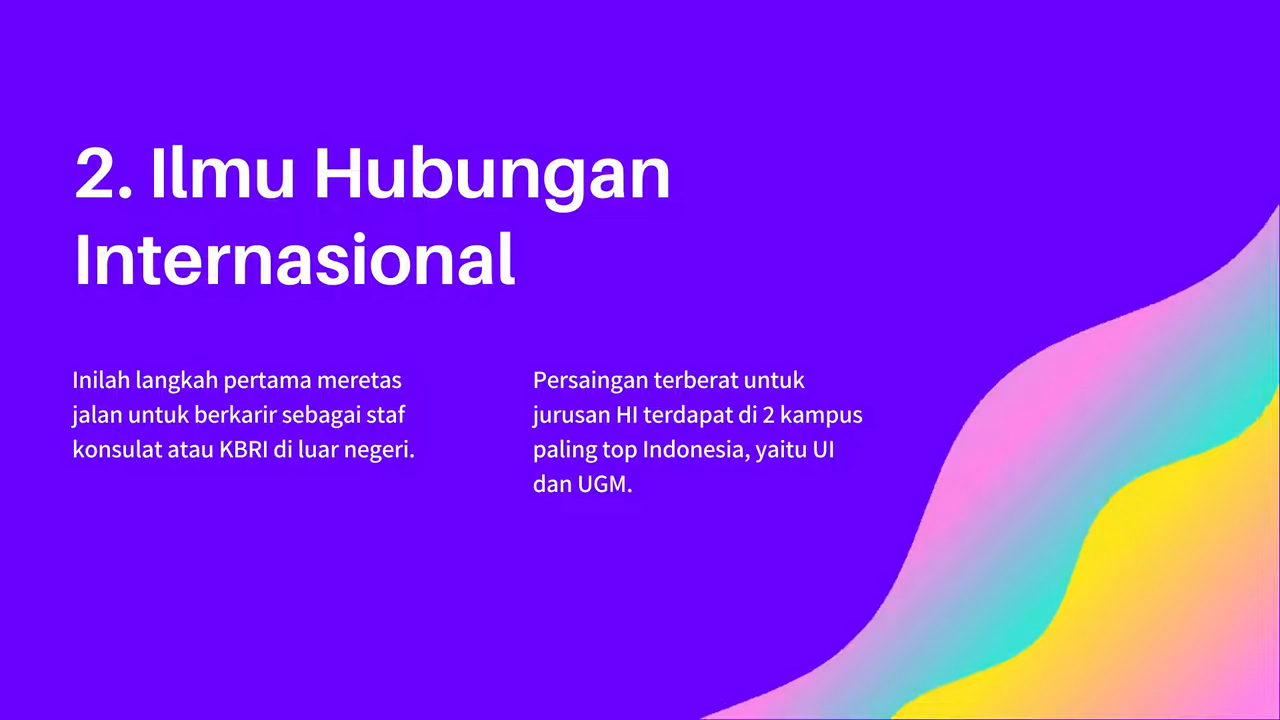 2. Ilmu Hubungan
Internasional
Inilah langkah pertama meretas
jalan untuk berkarir sebagai staf
konsulat atau KBRI di luar negeri.
Persaingan terberat untuk
jurusan HI terdapat di 2 kampus
paling top Indonesia, yaitu UI
dan UGM.